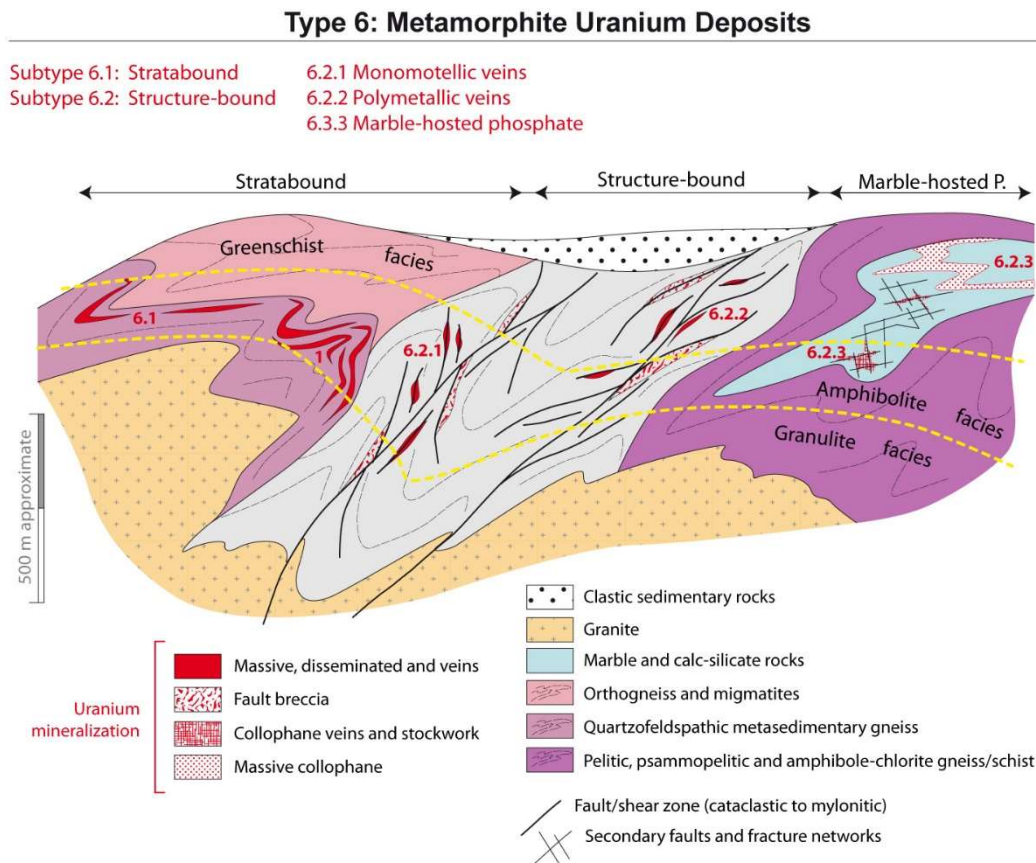 Type 6: Metamorphite Uranium Deposits
Subtype 6.1: Stratabound
Subtype 6.2: Structure-bound
6.2.1 Monomotellic veins
6.2.2 Polymetallic veins
6.3.3 Marble-hosted phosphate
Stratabound
Structure-bound
Marble-hosted P.
Greenschist
facies
6.2.3
6.1
1
6.2.1
6.2.2
6.2.3
Amphibolite
facies
Granulite
facies
500 m approximate
Uranium
mineralization
Massive, disseminated and veins
Fault breccia
Collophane veins and stockwork
Massive collophane
Clastic sedimentary rocks
Granite
Marble and calc-silicate rocks
Orthogneiss and migmatites
Quartzofeldspathic metasedimentary gneiss
Pelitic, psammopelitic and amphibole-chlorite gneiss/schist
Fault/shear zone (cataclastic to mylonitic)
Secondary faults and fracture networks